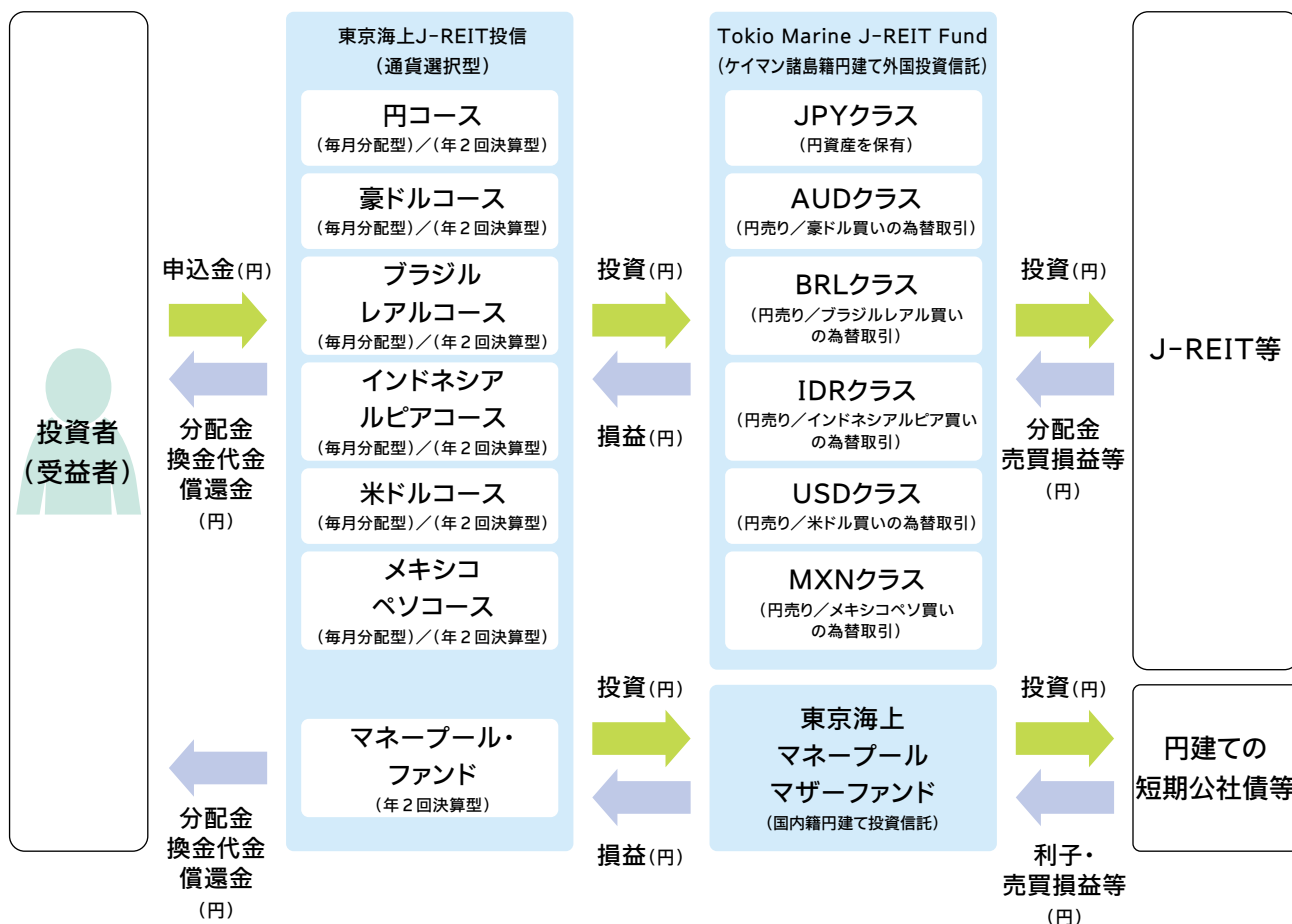 投資者
(受益者)
申込金(円)
分配金
換金代金
償還金
(円)
分配金
換金代金
償還金
(円)
東京海上J-REIT投信
(通貨選択型)
円コース
(毎月分配型)/(年2回決算型)
豪ドルコース
(毎月分配型)/(年2回決算型)
ブラジル
レアルコース
(毎月分配型)/(年2回決算型)
インドネシア
ルピアコース
(毎月分配型)/(年2回決算型)
米ドルコース
(毎月分配型)/(年2回決算型)
メキシコ
ペソコース
(毎月分配型)/(年2回決算型)
マネープール・
ファンド
(年2回決算型)
投資(円)
損益(円)
投資(円)
損益(円)
Tokio Marine J-REIT Fund
(ケイマン諸島籍円建て外国投資信託)
JPYクラス
(円資産を保有)
AUDクラス
(円売り/豪ドル買いの為替取引)
BRLクラス
(円売り/ブラジルレアル買い
の為替取引)
IDRクラス
(円売り/インドネシアルピア買い
の為替取引)
USDクラス
(円売り/米ドル買いの為替取引)
MXNクラス
(円売り/メキシコペソ買い
の為替取引)
東京海上
マネープール
マザーファンド
(国内籍円建て投資信託)
投資(円)
分配金
売買損益等
(円)
投資(円)
利子・
売買損益等
(円)
J-REIT等
円建ての
短期公社債等